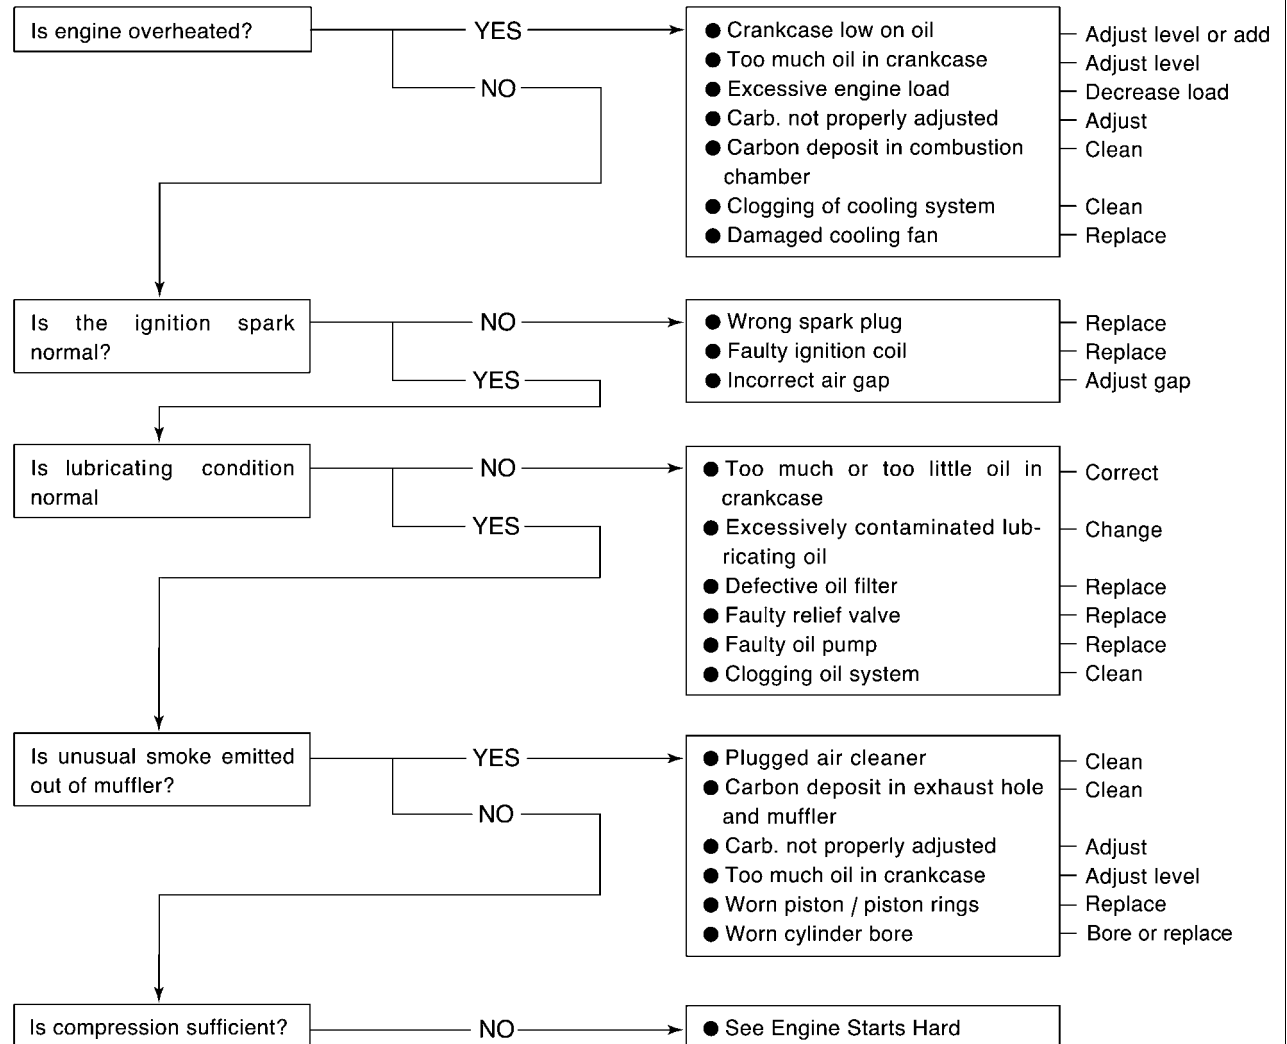 Is engine overheated?
YES
NO
● Crankcase low on oil
● Too much oil in crankcase
● Excessive engine load
● Carb. not properly adjusted
● Carbon deposit in combustion
chamber
● Clogging of cooling system
● Damaged cooling fan
Adjust level or add
Adjust level
Decrease load
Adjust
Clean
Clean
Replace
Is the ignition spark
normal?
NO
YES
● Wrong spark plug
● Faulty ignition coil
● Incorrect air gap
Replace
Replace
Adjust gap
Is lubricating condition
normal
NO
YES
● Too much or too little oil in
crankcase
● Excessively contaminated lub-
ricating oil
● Defective oil filter
● Faulty relief valve
● Faulty oil pump
● Clogging oil system
Correct
Change
Replace
Replace
Replace
Clean
Is unusual smoke emitted
out of muffler?
YES
NO
● Plugged air cleaner
● Carbon deposit in exhaust hole
and muffler
● Carb. not properly adjusted
● Too much oil in crankcase
● Worn piston / piston rings
● Worn cylinder bore
Clean
Clean
Adjust
Adjust level
Replace
Bore or replace
Is compression sufficient?
NO
● See Engine Starts Hard